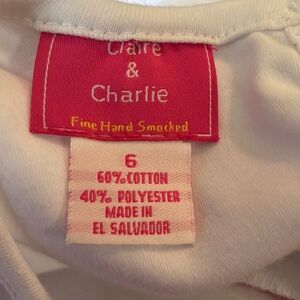 Claire
&
Charlie
Fine Hand Smocked
6
60% COTTON
40% POLYESTER
MADE IN
EL SALVADOR